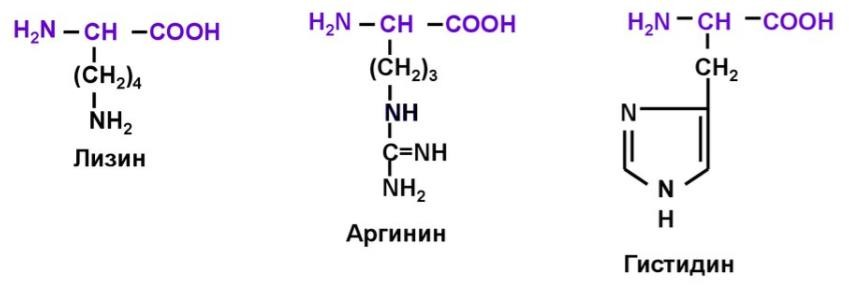 H₂N – CH – COOH
(CH₂)₄
NH₂
Лизин
H₂N – CH – COOH
(CH₂)₃
NH
C=NH
NH₂
Аргинин
H₂N – CH – COOH
CH₂
N
N
H
Гистидин